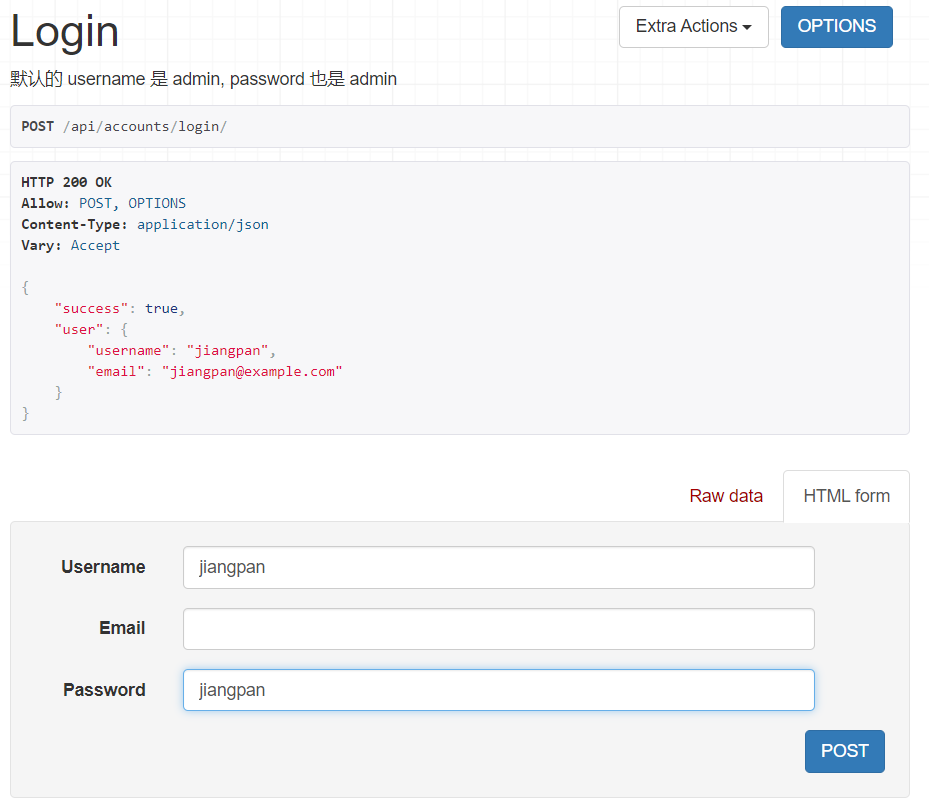 Login
Extra Actions
OPTIONS
默认的 username 是 admin, password 也是 admin
POST /api/accounts/login/
HTTP 200 OK
Allow: POST, OPTIONS
Content-Type: application/json
Vary: Accept
{
    "success": true,
    "user": {
        "username": "jiangpan",
        "email": "jiangpan@example.com"
    }
}
Raw data
HTML form
Username
jiangpan
Email
Password
jiangpan
POST